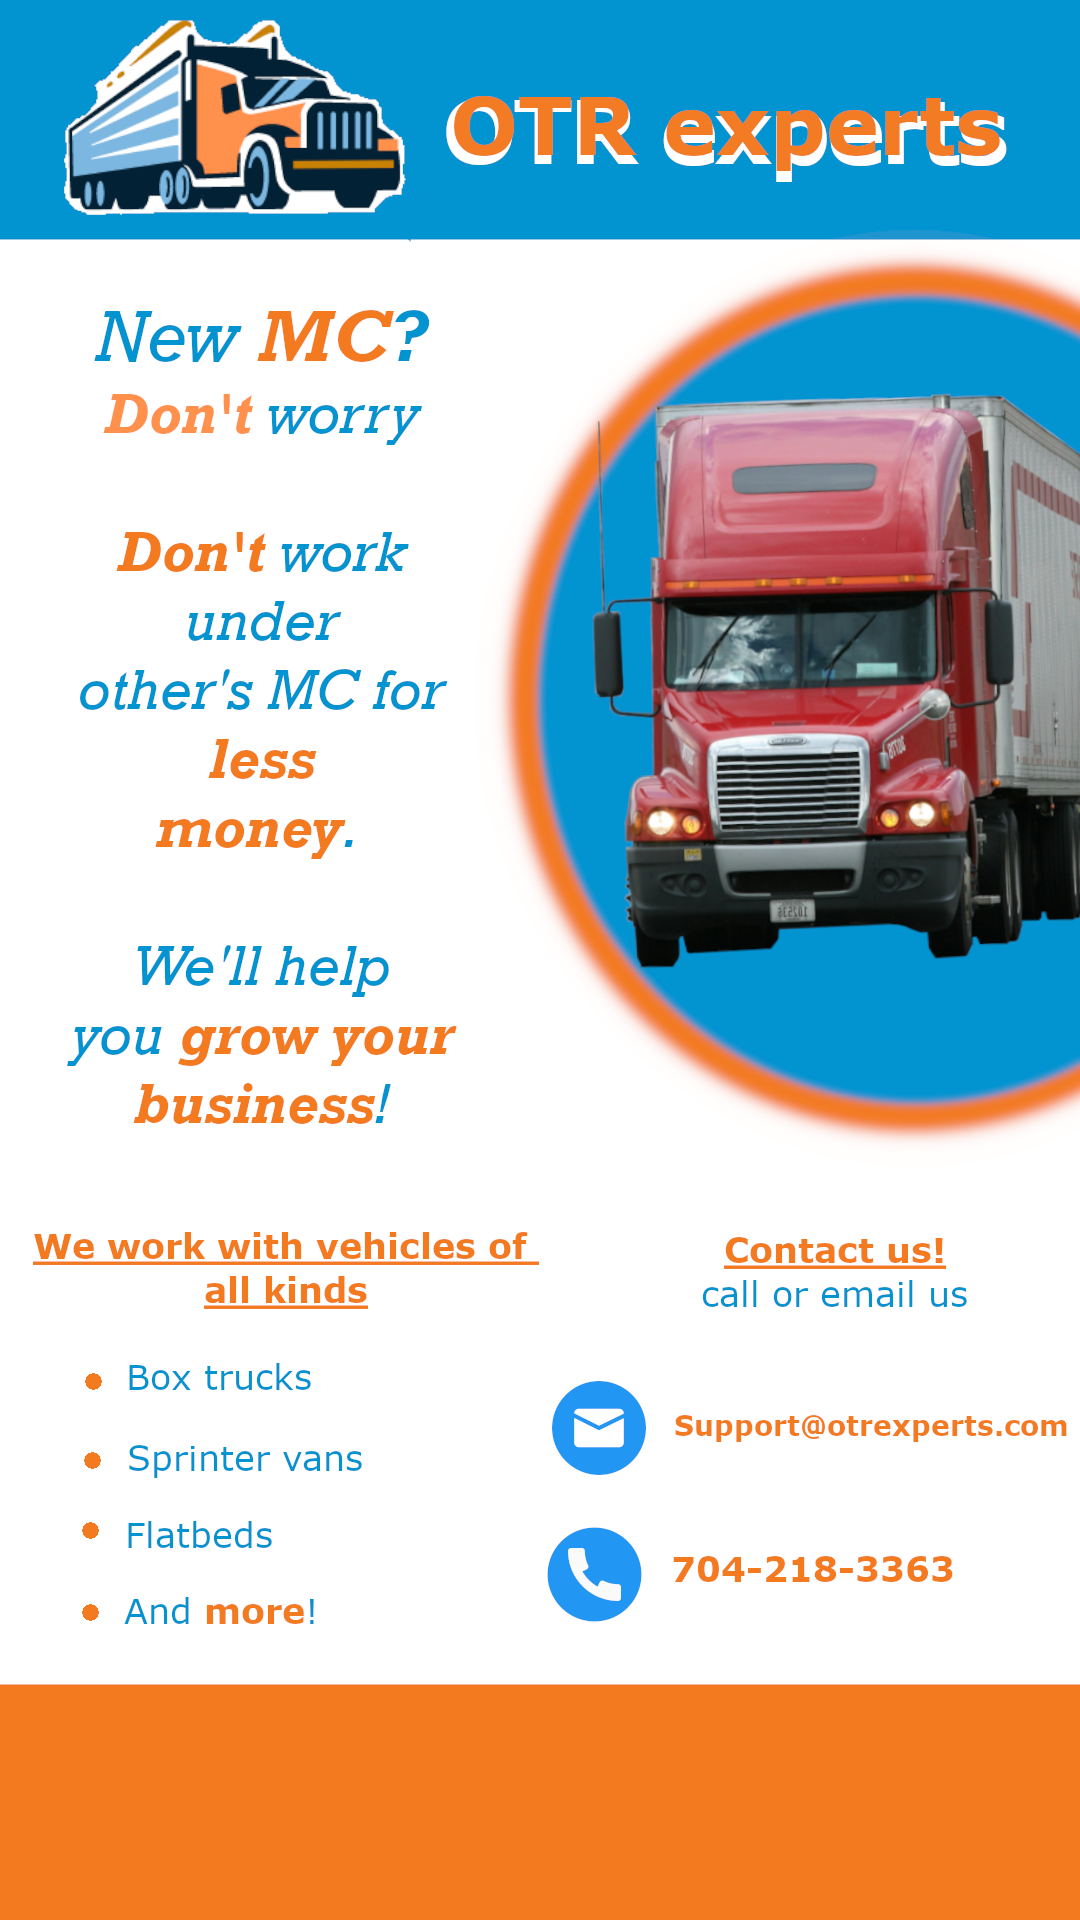 OTR experts
New MC?
Don't worry
Don't work
under
other's MC for
less
money.
We'll help
you grow your
business!
We work with vehicles of
all kinds
Box trucks
Sprinter vans
Flatbeds
And more!
Contact us!
call or email us
Support@otrexperts.com
704-218-3363